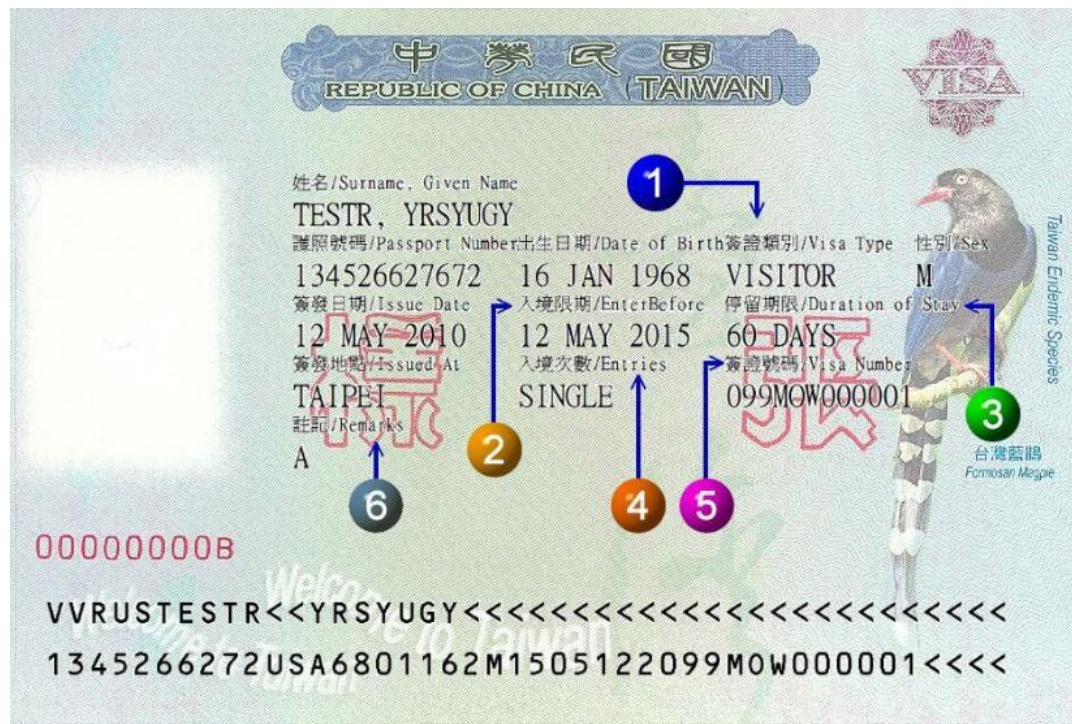 中華民國
REPUBLIC OF CHINA (TAIWAN)
VISA
姓名/Surname, Given Name
1
TESTR, YRSYUGY
護照號碼/Passport Number 出生日期/Date of Birth 簽證類別/Visa Type 性別/Sex
134526627672 16 JAN 1968 VISITOR M
簽發日期/Issue Date 入境限期/EnterBefore 停留期限/Duration of Stay
12 MAY 2010 12 MAY 2015 60 DAYS
簽發地點/Issued At 入境次數/Entries 簽證號碼/Visa Number
TAIPEI SINGLE 099MOW000001
註記/Remarks
A
樣張
2
3
4
5
6
Taiwan Endemic Species
台灣藍鵲
Formosan Magpie
00000000B
Welcome to Taiwan
Welcome to Taiwan
VVRUSTESTR<<YRSYUGY<<<<<<<<<<<<<<<<<<<<<<<<<
1345266272USA6801162M1505122099MOW000001<<<<